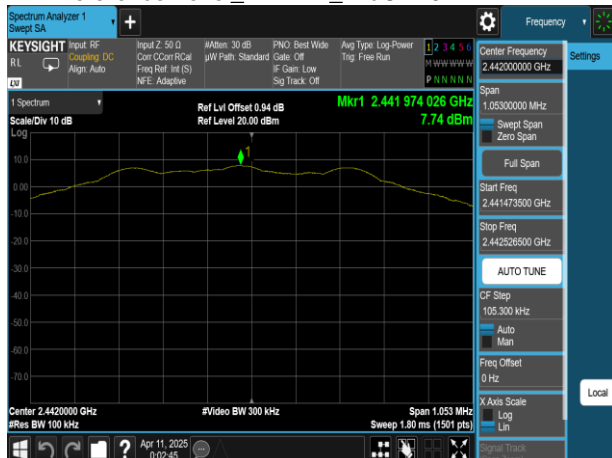 Spectrum Analyzer 1
Swept SA
Frequency
KEYSIGHT
RL
LXI
Input: RF
Coupling: DC
Align: Auto
Input Z: 50 Ω
Corr CCorr RCal
Freq Ref: Int (S)
NFE: Adaptive
#Atten: 30 dB
µW Path: Standard
PNO: Best Wide
Gate: Off
IF Gain: Low
Sig Track: Off
Avg Type: Log-Power
Trig: Free Run
1 2 3 4 5 6
M W W W W W
P N N N N N
1 Spectrum
Scale/Div 10 dB
Log
Ref Lvl Offset 0.94 dB
Ref Level 20.00 dBm
Mkr1 2.441 974 026 GHz
7.74 dBm
1
10.0
0.00
-10.0
-20.0
-30.0
-40.0
-50.0
-60.0
-70.0
Center 2.4420000 GHz
#Res BW 100 kHz
#Video BW 300 kHz
Span 1.053 MHz
Sweep 1.80 ms (1501 pts)
Apr 11, 2025
0:02:45
?
Center Frequency
2.442000000 GHz
Span
1.05300000 MHz
Swept Span
Zero Span
Full Span
Start Freq
2.441473500 GHz
Stop Freq
2.442526500 GHz
AUTO TUNE
CF Step
105.300 kHz
Auto
Man
Freq Offset
0 Hz
X Axis Scale
Log
Lin
Signal Track
Settings
Local